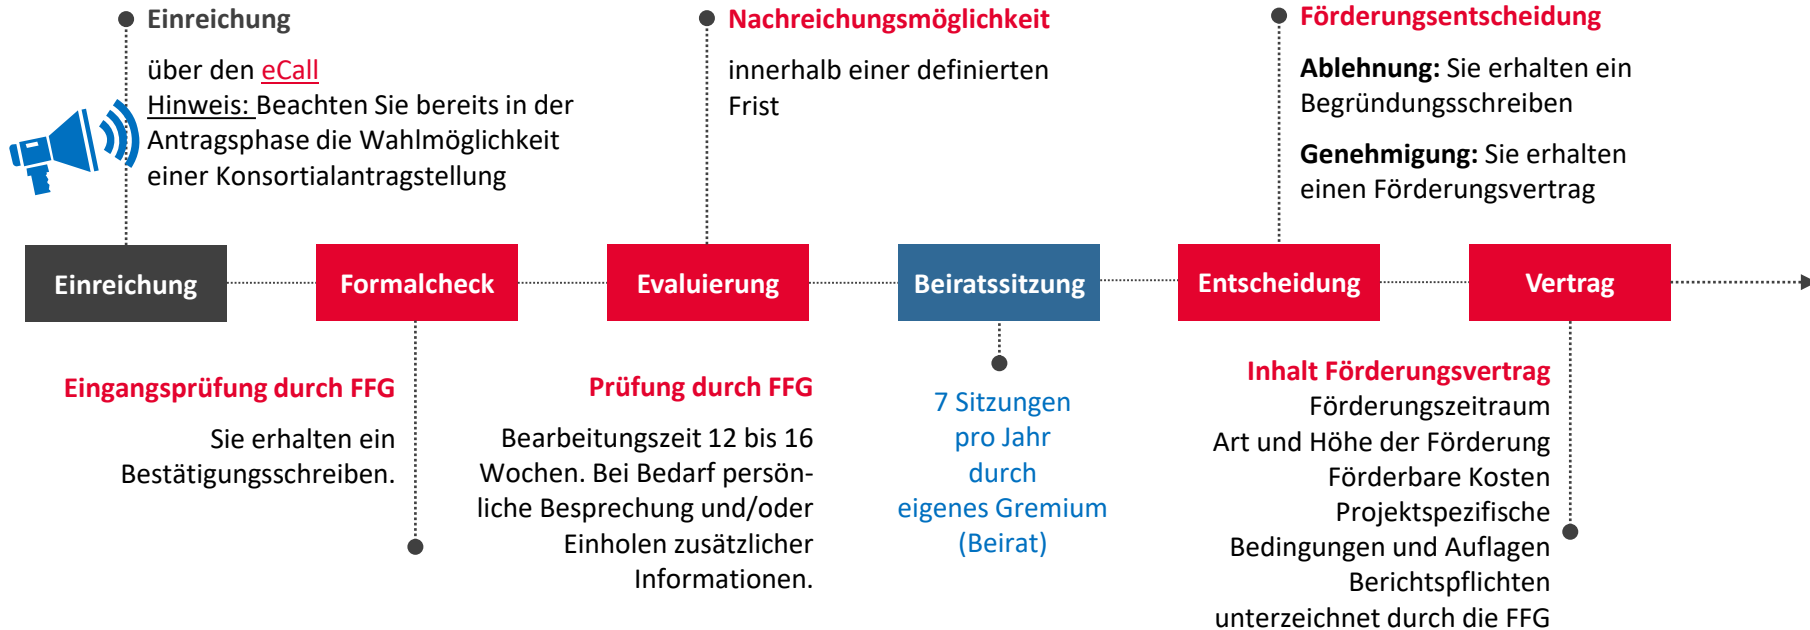 Einreichung
über den eCall
Hinweis: Beachten Sie bereits in der
Antragsphase die Wahlmöglichkeit
einer Konsortialantragstellung
Nachreichungsmöglichkeit
innerhalb einer definierten
Frist
Förderungsentscheidung
Ablehnung: Sie erhalten ein
Begründungsschreiben
Genehmigung: Sie erhalten
einen Förderungsvertrag
Einreichung
Formalcheck
Evaluierung
Beiratssitzung
Entscheidung
Vertrag
Eingangsprüfung durch FFG
Sie erhalten ein
Bestätigungsschreiben.
Prüfung durch FFG
Bearbeitungszeit 12 bis 16
Wochen. Bei Bedarf persön-
liche Besprechung und/oder
Einholen zusätzlicher
Informationen.
7 Sitzungen
pro Jahr
durch
eigenes Gremium
(Beirat)
Inhalt Förderungsvertrag
Förderungszeitraum
Art und Höhe der Förderung
Förderbare Kosten
Projektspezifische
Bedingungen und Auflagen
Berichtspflichten
unterzeichnet durch die FFG